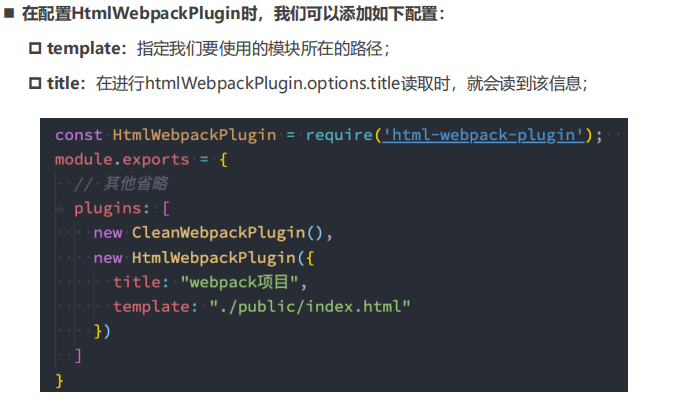 ■ 在配置HtmlWebpackPlugin时，我们可以添加如下配置：
□ template：指定我们要使用的模块所在的路径；
□ title：在进行htmlWebpackPlugin.options.title读取时，就会读到该信息；
const HtmlWebpackPlugin = require('html-webpack-plugin');
module.exports = {
  // 其他省略
  plugins: [
    new CleanWebpackPlugin(),
    new HtmlWebpackPlugin({
      title: "webpack项目",
      template: "./public/index.html"
    })
  ]
}